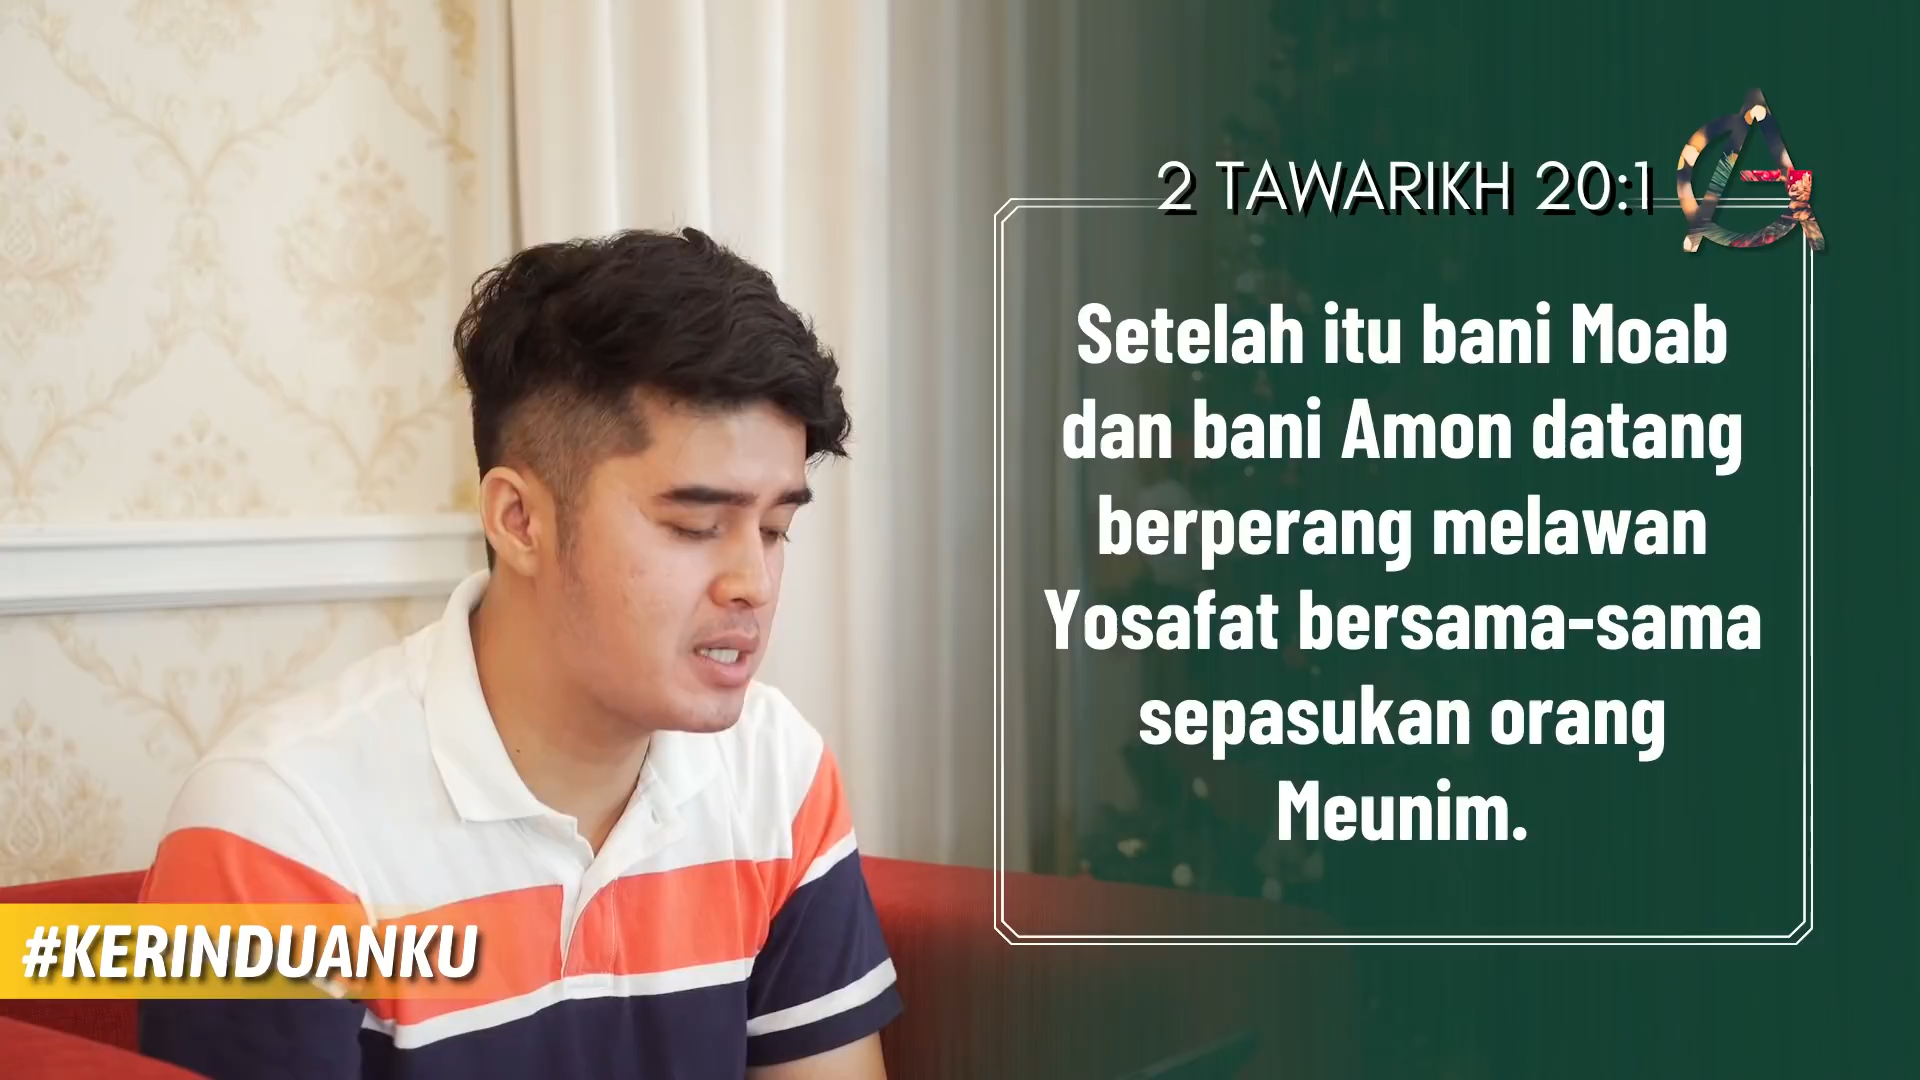 2 TAWARIKH 20:1
Setelah itu bani Moab
dan bani Amon datang
berperang melawan
Yosafat bersama-sama
sepasukan orang
Meunim.
#KERINDUANKU